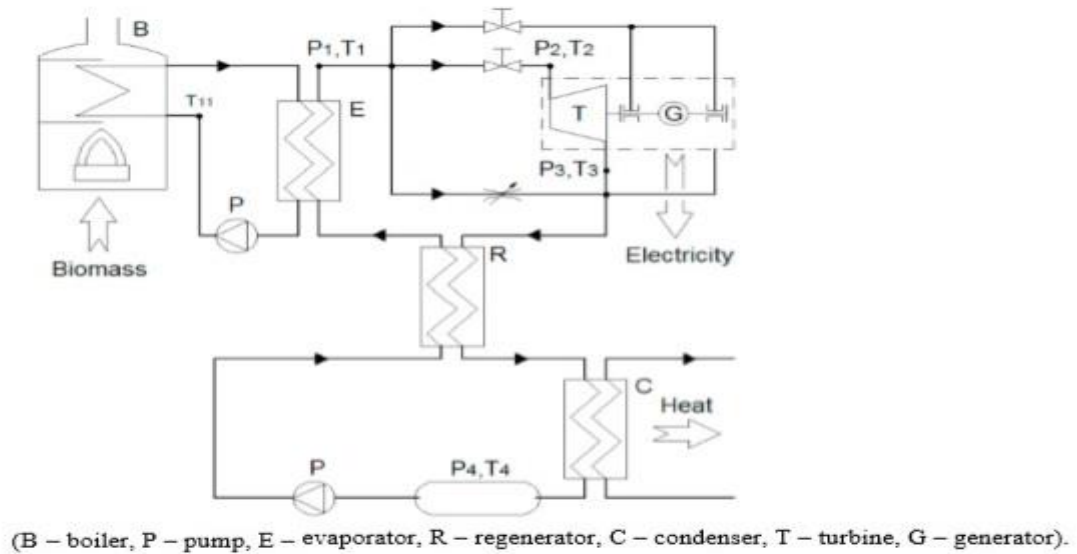 B
P1,T1
P2,T2
T11
E
T
G
P3,T3
P
R
Biomass
Electricity
C
Heat
P
P4,T4
(B – boiler, P – pump, E – evaporator, R – regenerator, C – condenser, T – turbine, G – generator).